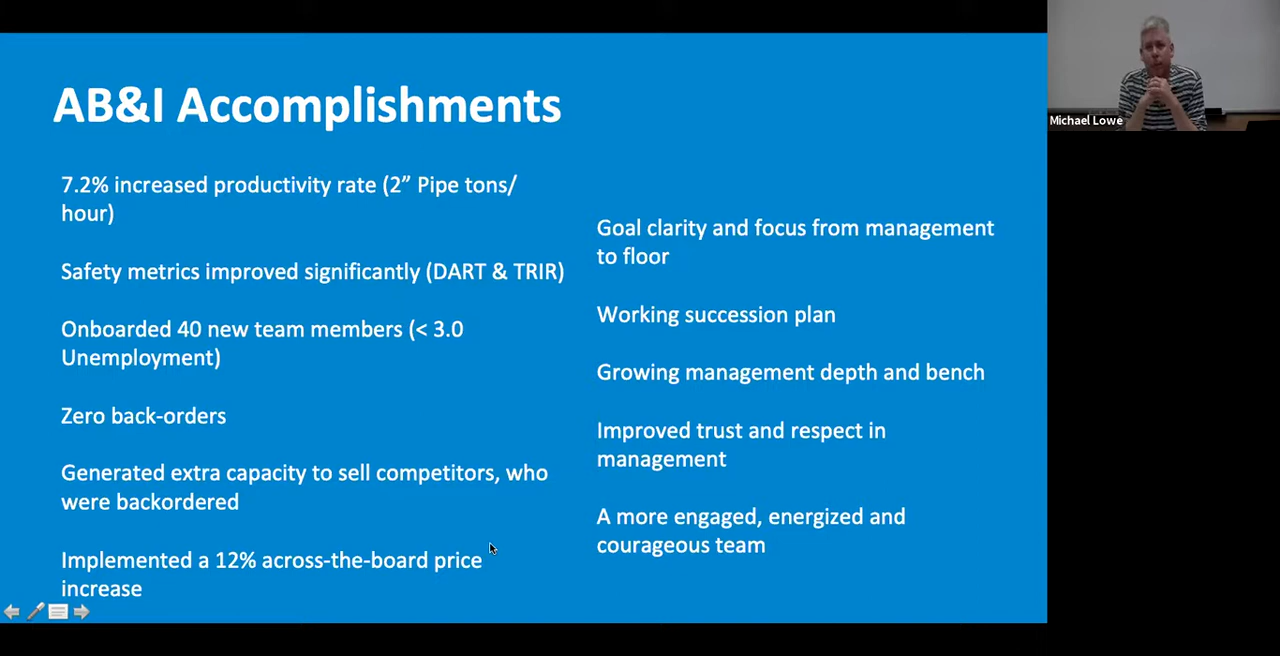 AB&I Accomplishments
7.2% increased productivity rate (2” Pipe tons/
hour)
Safety metrics improved significantly (DART & TRIR)
Onboarded 40 new team members (< 3.0
Unemployment)
Zero back-orders
Generated extra capacity to sell competitors, who
were backordered
Implemented a 12% across-the-board price
increase
Goal clarity and focus from management
to floor
Working succession plan
Growing management depth and bench
Improved trust and respect in
management
A more engaged, energized and
courageous team
Michael Lowe